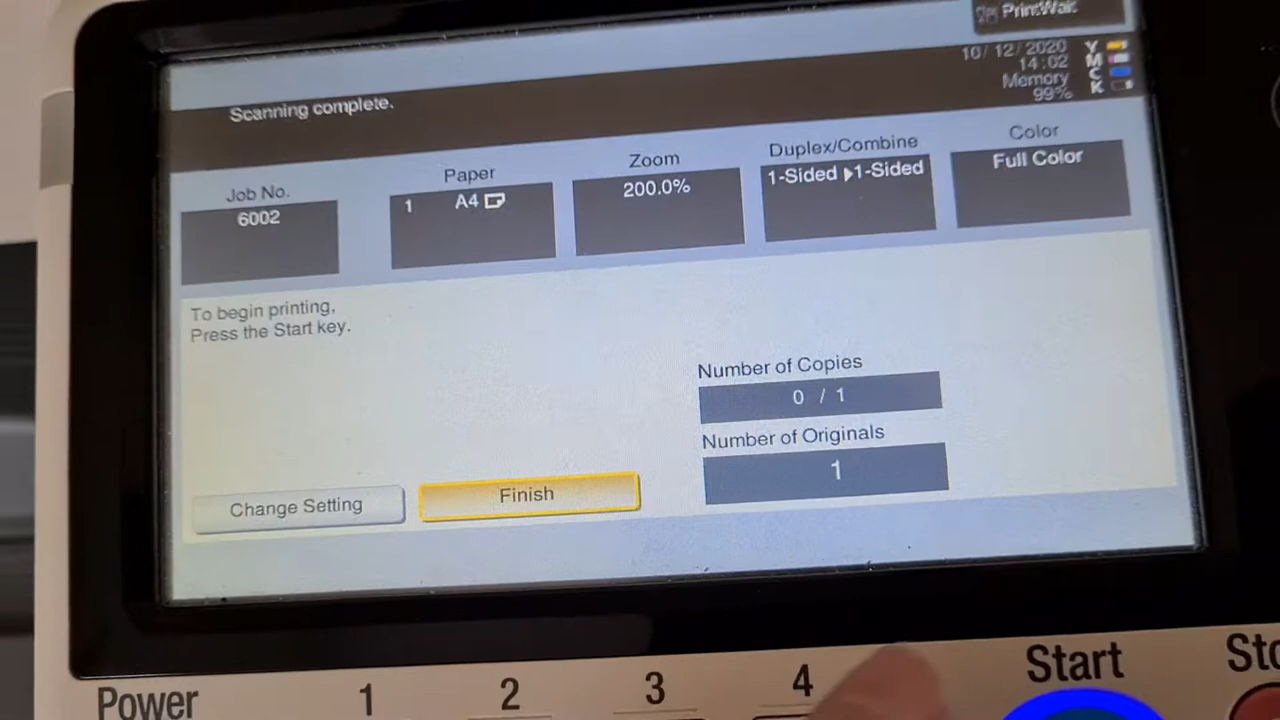 PrintWait
10/12/2020
14:02
Memory
99%
Y
M
C
K
Scanning complete.
Job No.
6002
Paper
1 A4
Zoom
200.0%
Duplex/Combine
1-Sided ▶1-Sided
Color
Full Color
To begin printing,
Press the Start key.
Number of Copies
0 / 1
Number of Originals
1
Change Setting
Finish
Power 1 2 3 4 Start Sto